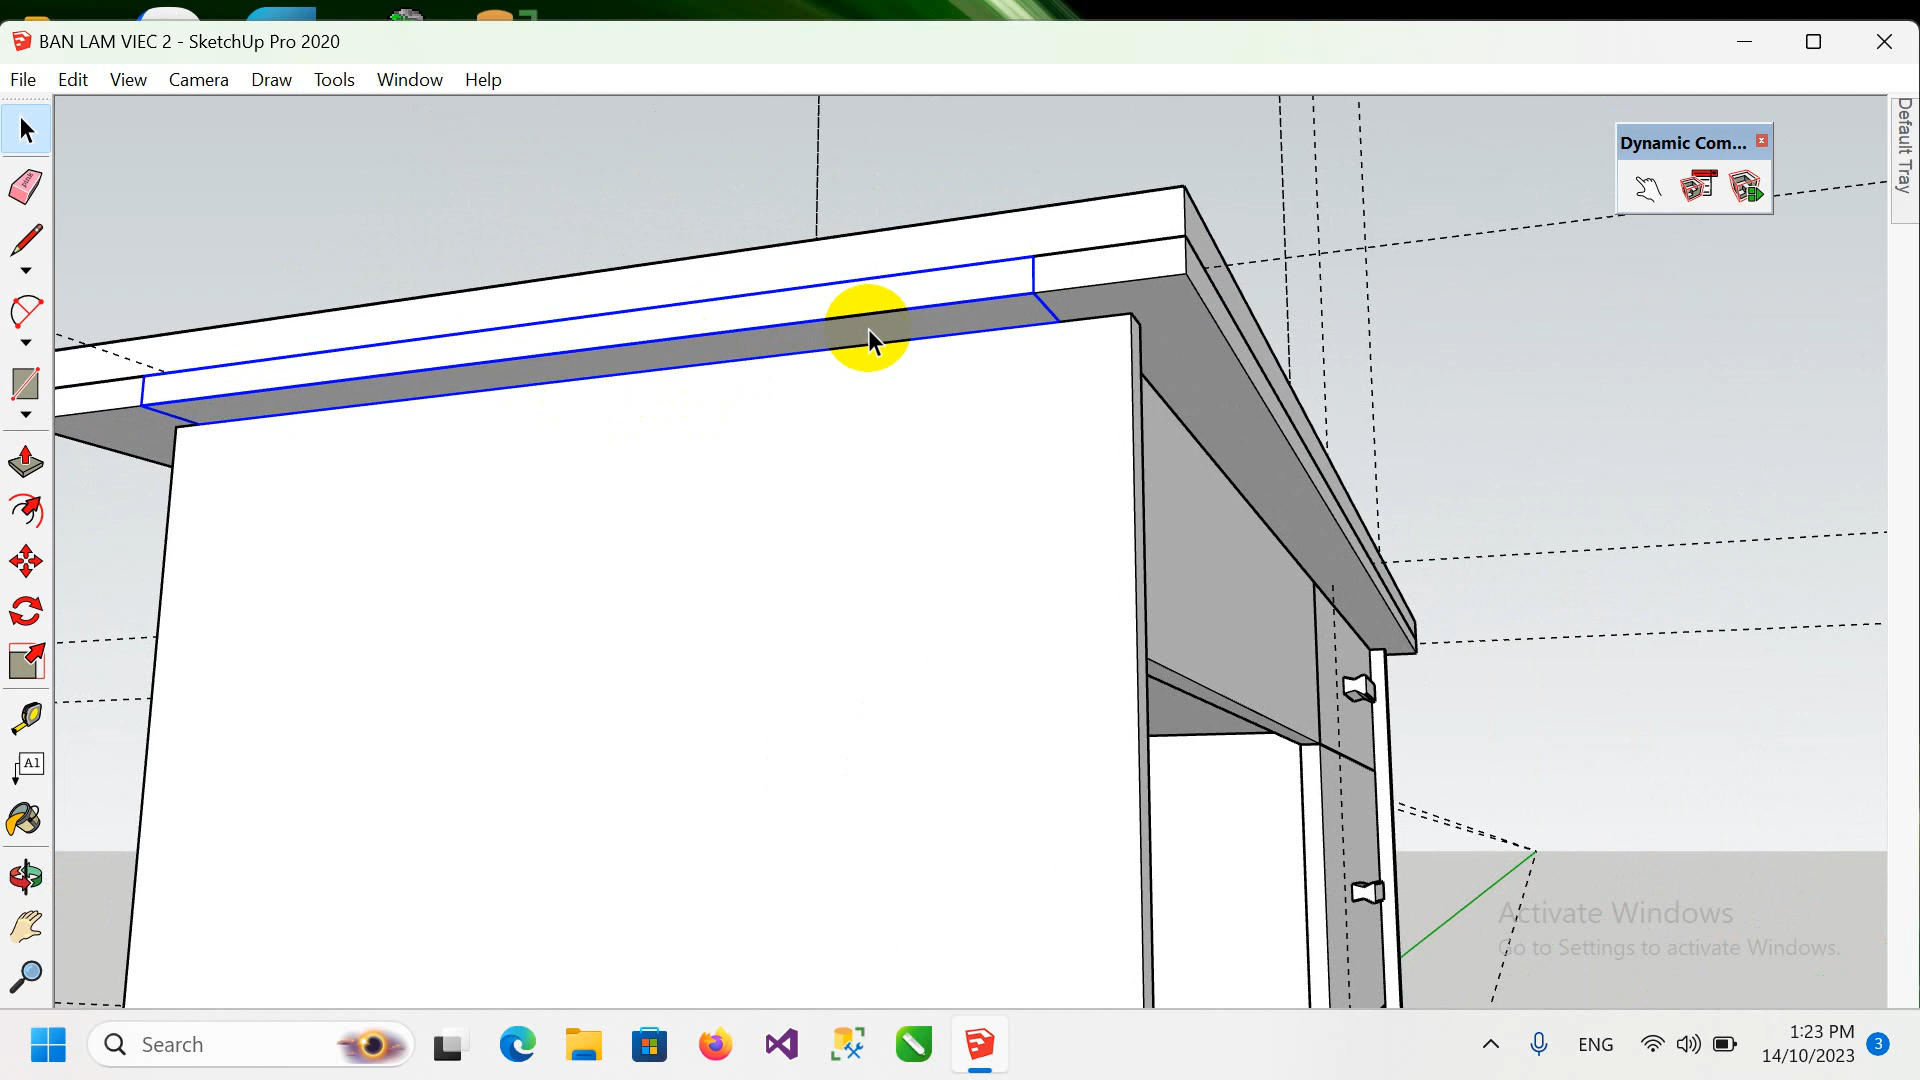 BAN LAM VIEC 2 - SketchUp Pro 2020
File Edit View Camera Draw Tools Window Help
Dynamic Com...
Default Tray
A1
Activate Windows
Go to Settings to activate Windows.
Search
ENG
1:23 PM
14/10/2023
3